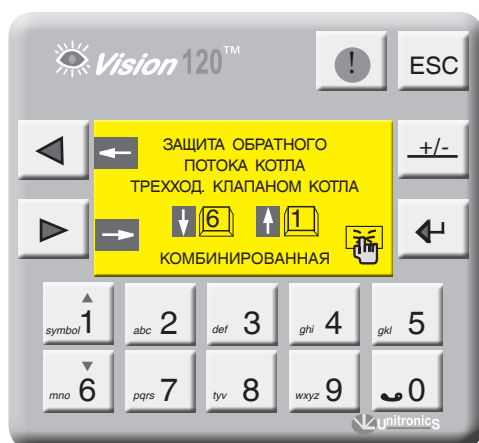 Vision 120™
! ESC
ЗАЩИТА ОБРАТНОГО
ПОТОКА КОТЛА
ТРЕХХОД. КЛАПАНОМ КОТЛА
+/-
6 1
КОМБИНИРОВАННАЯ
symbol 1 abc 2 def 3 ghi 4 gkl 5
mno 6 pqrs 7 tyv 8 wxyz 9 0
Unitronics